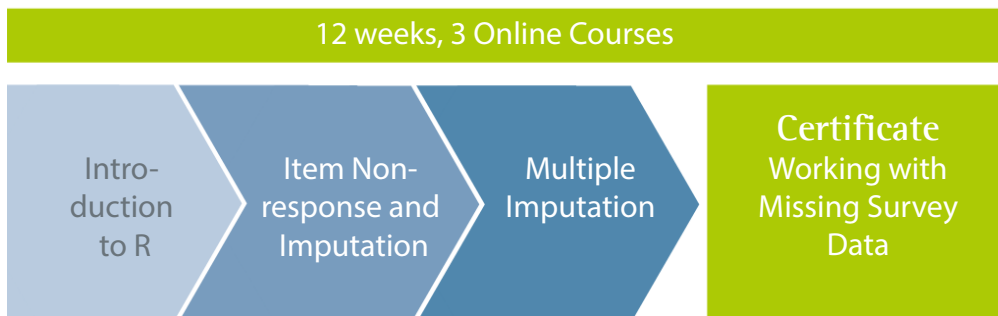 12 weeks, 3 Online Courses
Intro-
duction
to R
Item Non-
response and
Imputation
Multiple
Imputation
Certificate
Working with
Missing Survey
Data